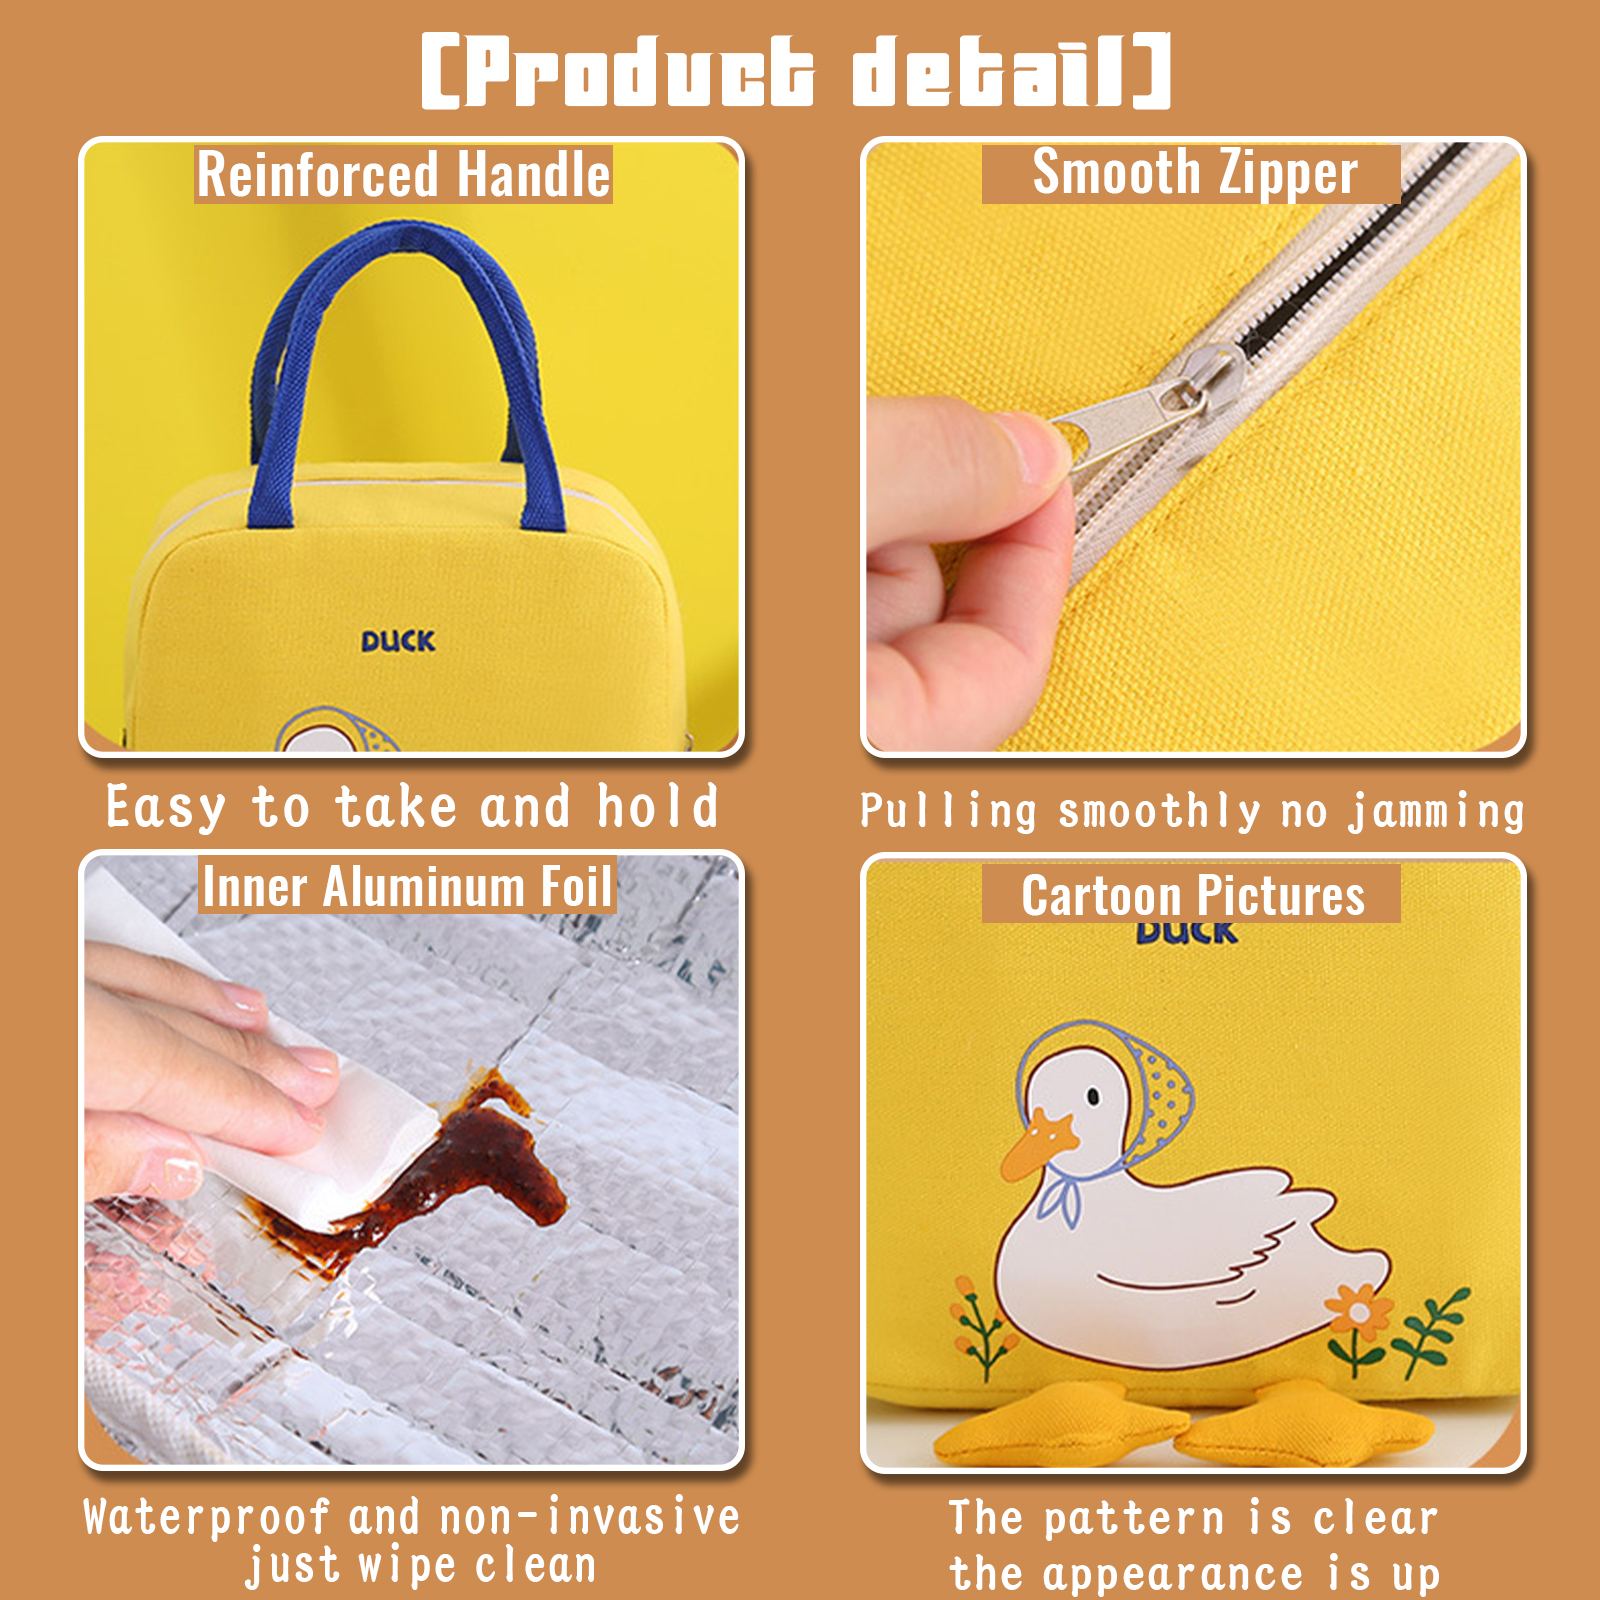 [Product detail]
Reinforced Handle
Smooth Zipper
DUCK
Easy to take and hold
Pulling smoothly no jamming
Inner Aluminum Foil
Cartoon Pictures
DUCK
Waterproof and non-invasive
just wipe clean
The pattern is clear
the appearance is up